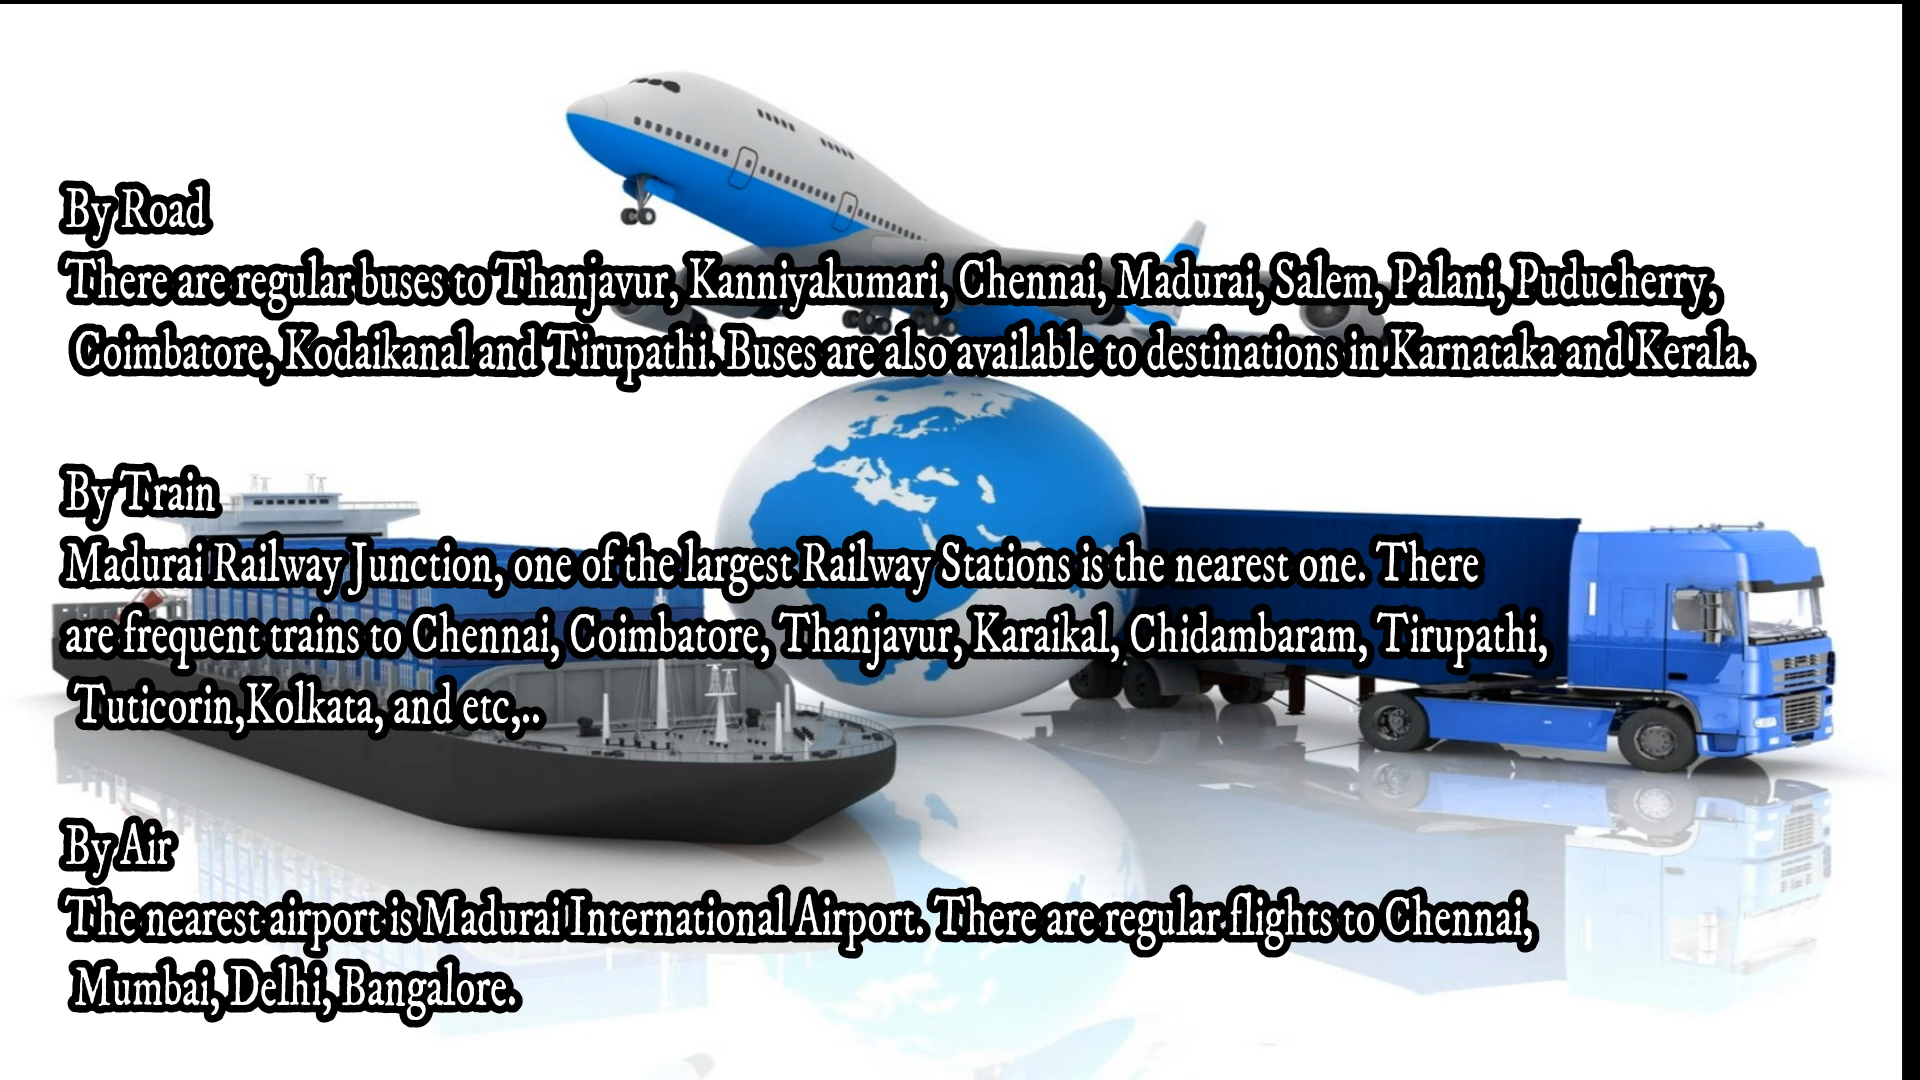 By Road
There are regular buses to Thanjavur, Kanniyakumari, Chennai, Madurai, Salem, Palani, Puducherry,
Coimbatore, Kodaikanal and Tirupathi. Buses are also available to destinations in Karnataka and Kerala.
By Train
Madurai Railway Junction, one of the largest Railway Stations is the nearest one. There
are frequent trains to Chennai, Coimbatore, Thanjavur, Karaikal, Chidambaram, Tirupathi,
Tuticorin,Kolkata, and etc,..
By Air
The nearest airport is Madurai International Airport. There are regular flights to Chennai,
Mumbai, Delhi, Bangalore.